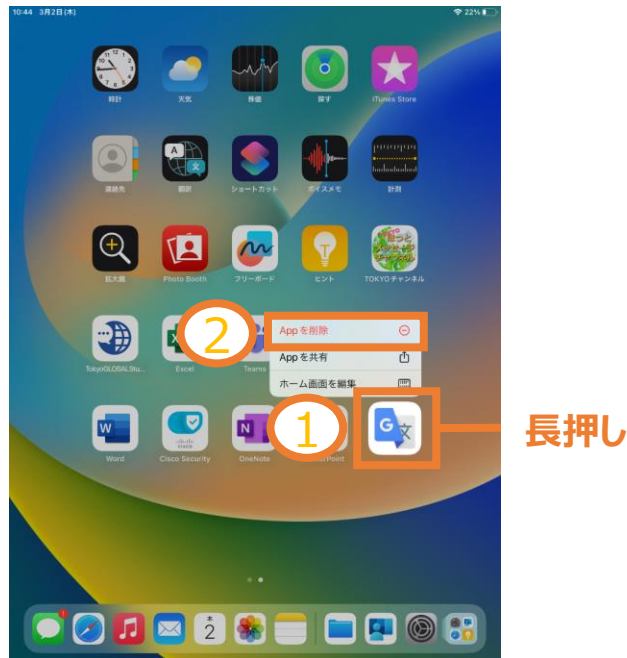 10:44 3月2日(木)
22%
時計
天気
株価
探す
iTunes Store
連絡先
翻訳
ショートカット
ボイスメモ
計測
拡大鏡
Photo Booth
フリーボード
ヒント
TOKYOチャンネル
2
Appを削除
Appを共有
ホーム画面を編集
TokyoGLOBALStu...
Excel
Teams
1
長押し
Word
Cisco Security
OneNote
Point
木
2